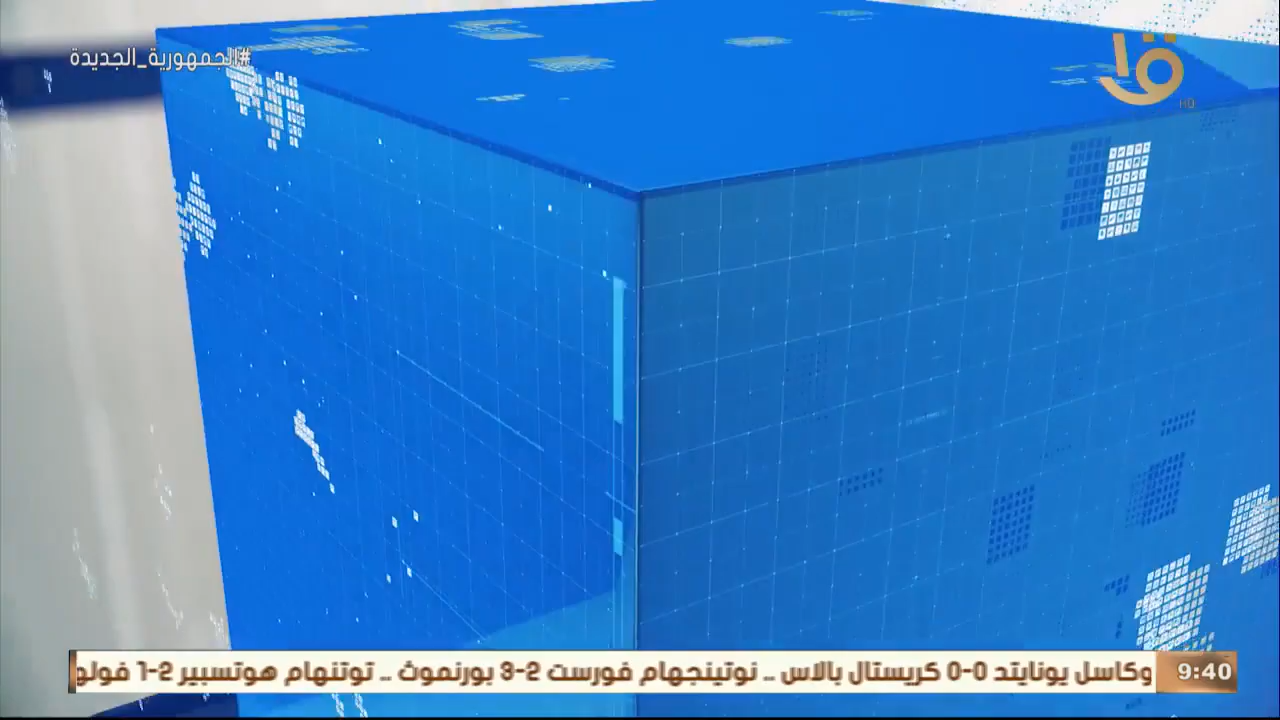 #الجمهورية_الجديدة
HD
9:40
وكاسل يونايتد 0-0 كريستال بالاس .. نوتينجهام فورست 2-3 بورنموث .. توتنهام هوتسبير 2-1 فولو